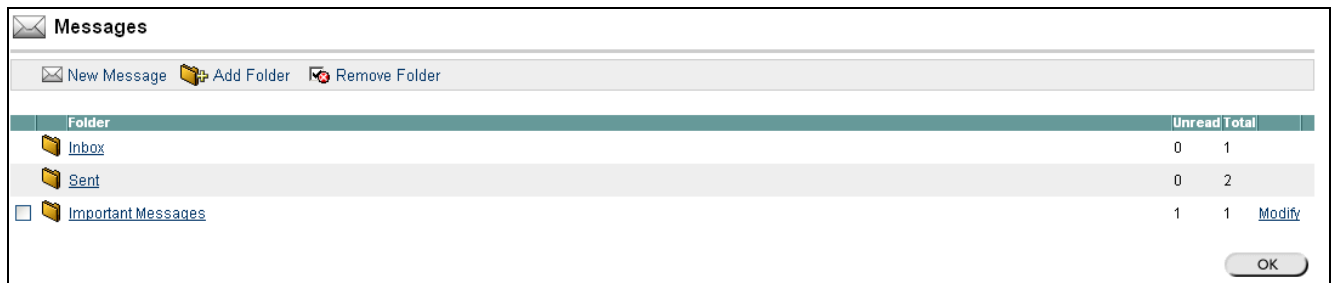 Messages
New Message Add Folder Remove Folder
Folder Unread Total
Inbox 0 1
Sent 0 2
Important Messages 1 1 Modify
OK